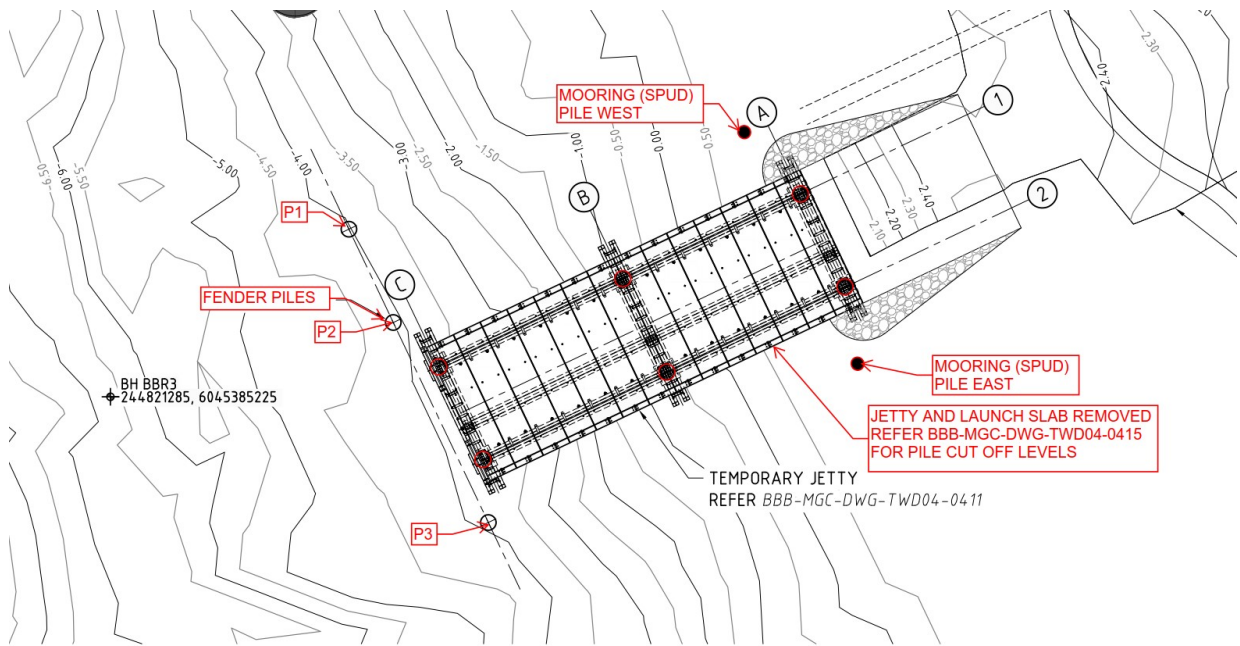 2.30
2.40
MOORING (SPUD)
PILE WEST
A
1
-1.50
-2.00
-2.50
-3.00
-3.50
-4.00
-4.50
-5.00
-5.50
-6.00
-6.50
-1.00
-0.50
0.00
0.50
B
2
2.40
2.30
2.20
2.10
P1
C
FENDER PILES
P2
BH BBR3
244821285, 6045385225
MOORING (SPUD)
PILE EAST
JETTY AND LAUNCH SLAB REMOVED
REFER BBB-MGC-DWG-TWD04-0415
FOR PILE CUT OFF LEVELS
TEMPORARY JETTY
REFER BBB-MGC-DWG-TWD04-0411
P3